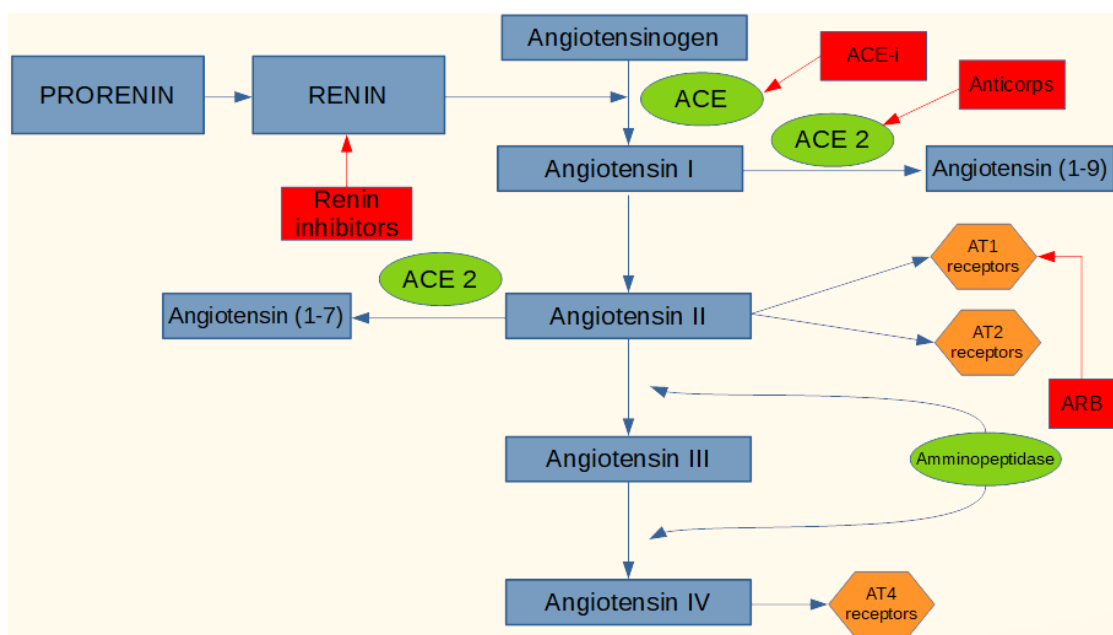 Angiotensinogen
ACE-i
PRORENIN
RENIN
ACE
Anticorps
ACE 2
Angiotensin I
Angiotensin (1-9)
Renin
inhibitors
AT1
receptors
ACE 2
Angiotensin (1-7)
Angiotensin II
AT2
receptors
ARB
Angiotensin III
Amminopeptidase
Angiotensin IV
AT4
receptors